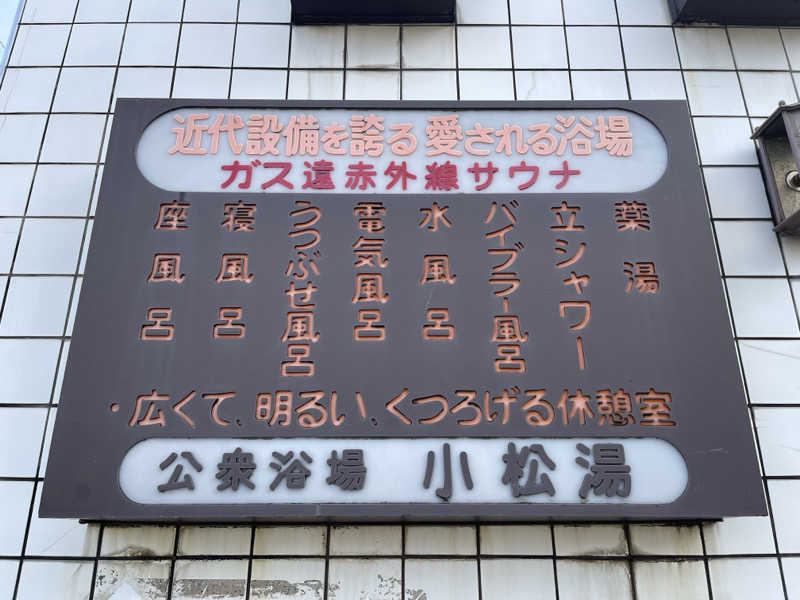 近代設備を誇る 愛される浴場
ガス遠赤外線サウナ
薬湯
立シャワー
バイブラー風呂
水風呂
電気風呂
うつぶせ風呂
寝風呂
座風呂
・広くて、明るい、くつろげる休憩室
公衆浴場 小松湯